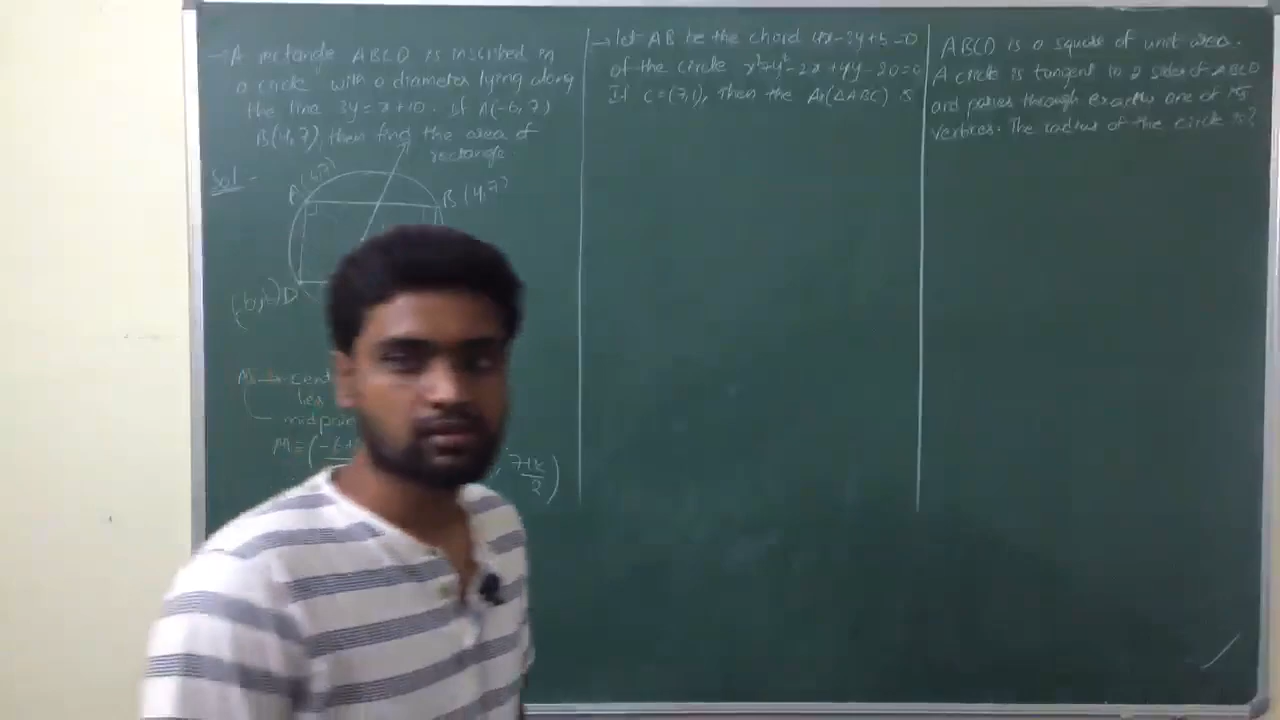 → A rectangle ABCD is inscribed in
a circle with a diameter lying along
the line 3y = x+10. If A(-6, 7)
B(4,7), then find the area of
rectangle.
Sol -
A
B (4,7)
D
M → cent
lies
midpoin
M = (-6+
, 7+k/2)
→ Let AB be the chord 4x-3y+5=0
of the circle x²+y²-2x+4y-20=0
If C=(7,1), then the Ar(ΔABC) is
ABCD is a square of unit area.
A circle is tangent to 2 sides of ABCD
and passes through exactly one of its
vertices. The radius of the circle is?